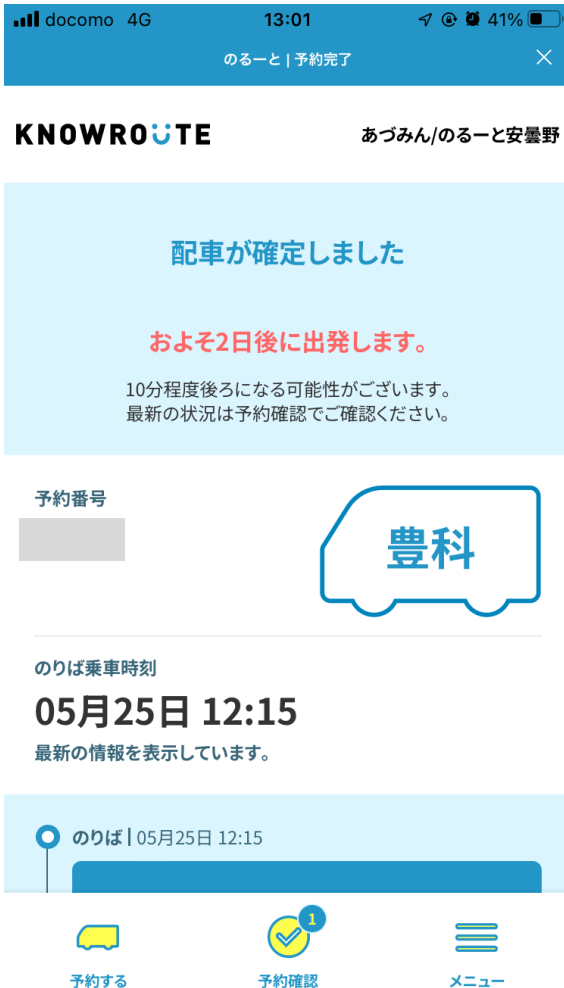 docomo 4G 13:01 41%
のるーと | 予約完了
KNOWROUTE あづみん/のるーと安曇野
配車が確定しました
およそ2日後に出発します。
10分程度後ろになる可能性がございます。
最新の状況は予約確認でご確認ください。
予約番号
豊科
のりば乗車時刻
05月25日 12:15
最新の情報を表示しています。
のりば | 05月25日 12:15
1
予約する 予約確認 メニュー